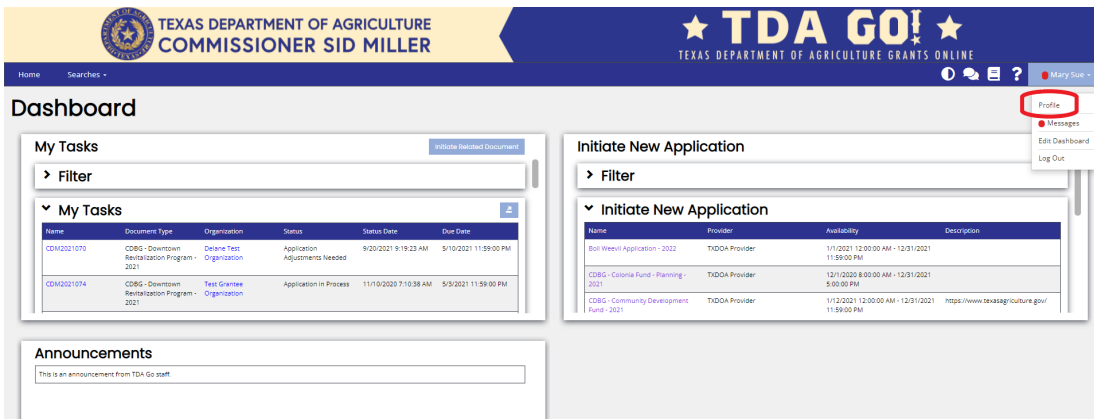 TEXAS DEPARTMENT OF AGRICULTURE
COMMISSIONER SID MILLER
TDA GO!
TEXAS DEPARTMENT OF AGRICULTURE GRANTS ONLINE
Home Searches
? Mary Sue
Profile
Messages
Edit Dashboard
Log Out
Dashboard
My Tasks
Initiate Related Document
Filter
My Tasks
Name Document Type Organization Status Status Date Due Date
CDM2021070 CDBG - Downtown Delane Test Application 9/20/2021 9:19:23 AM 5/10/2021 11:59:00 PM
Revitalization Program - Organization Adjustments Needed
2021
CDM2021074 CDBG - Downtown Test Grantee Application in Process 11/10/2020 7:10:38 AM 5/3/2021 11:59:00 PM
Revitalization Program - Organization
2021
Initiate New Application
Filter
Initiate New Application
Name Provider Availability Description
Boll Weevil Application - 2022 TXDOA Provider 1/1/2021 12:00:00 AM - 12/31/2021
11:59:00 PM
CDBG - Colonia Fund - Planning - TXDOA Provider 12/1/2020 8:00:00 AM - 12/31/2021
2021 5:00:00 PM
CDBG - Community Development TXDOA Provider 1/12/2021 12:00:00 AM - 12/31/2021 https://www.texasagriculture.gov/
Fund - 2021 11:59:00 PM
Announcements
This is an announcement from TDA Go staff.